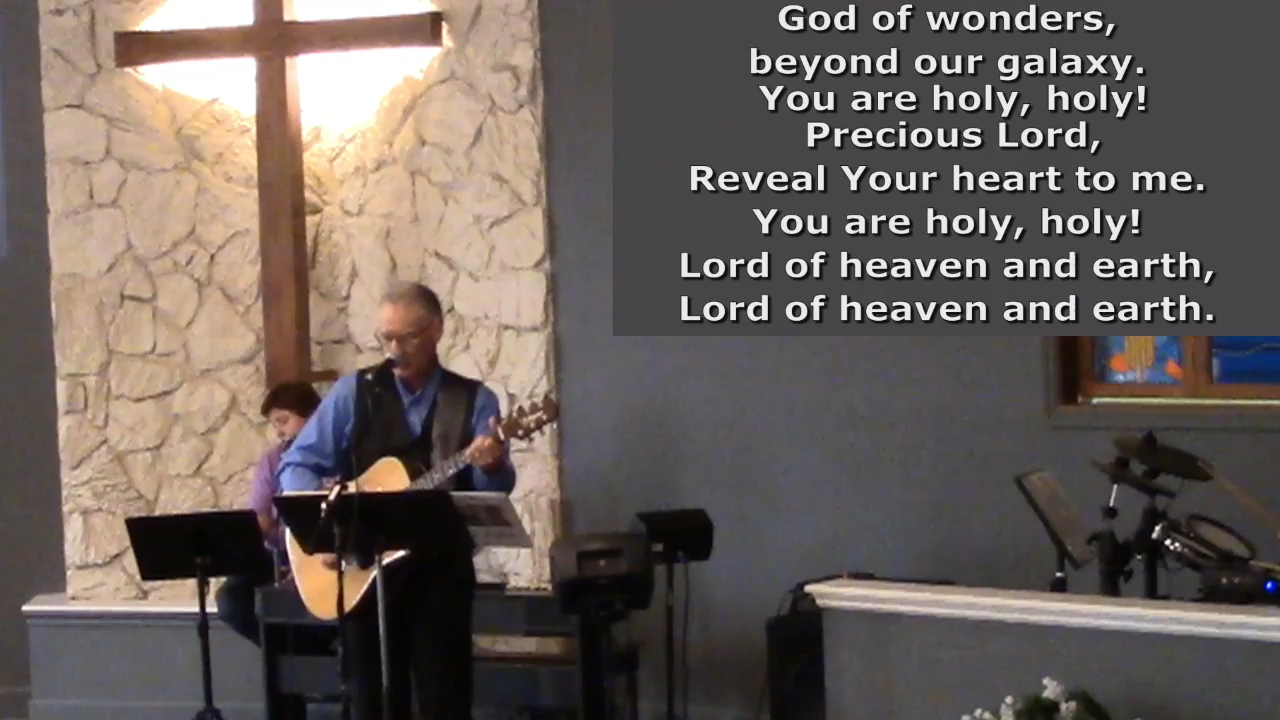 God of wonders,
beyond our galaxy.
You are holy, holy!
Precious Lord,
Reveal Your heart to me.
You are holy, holy!
Lord of heaven and earth,
Lord of heaven and earth.